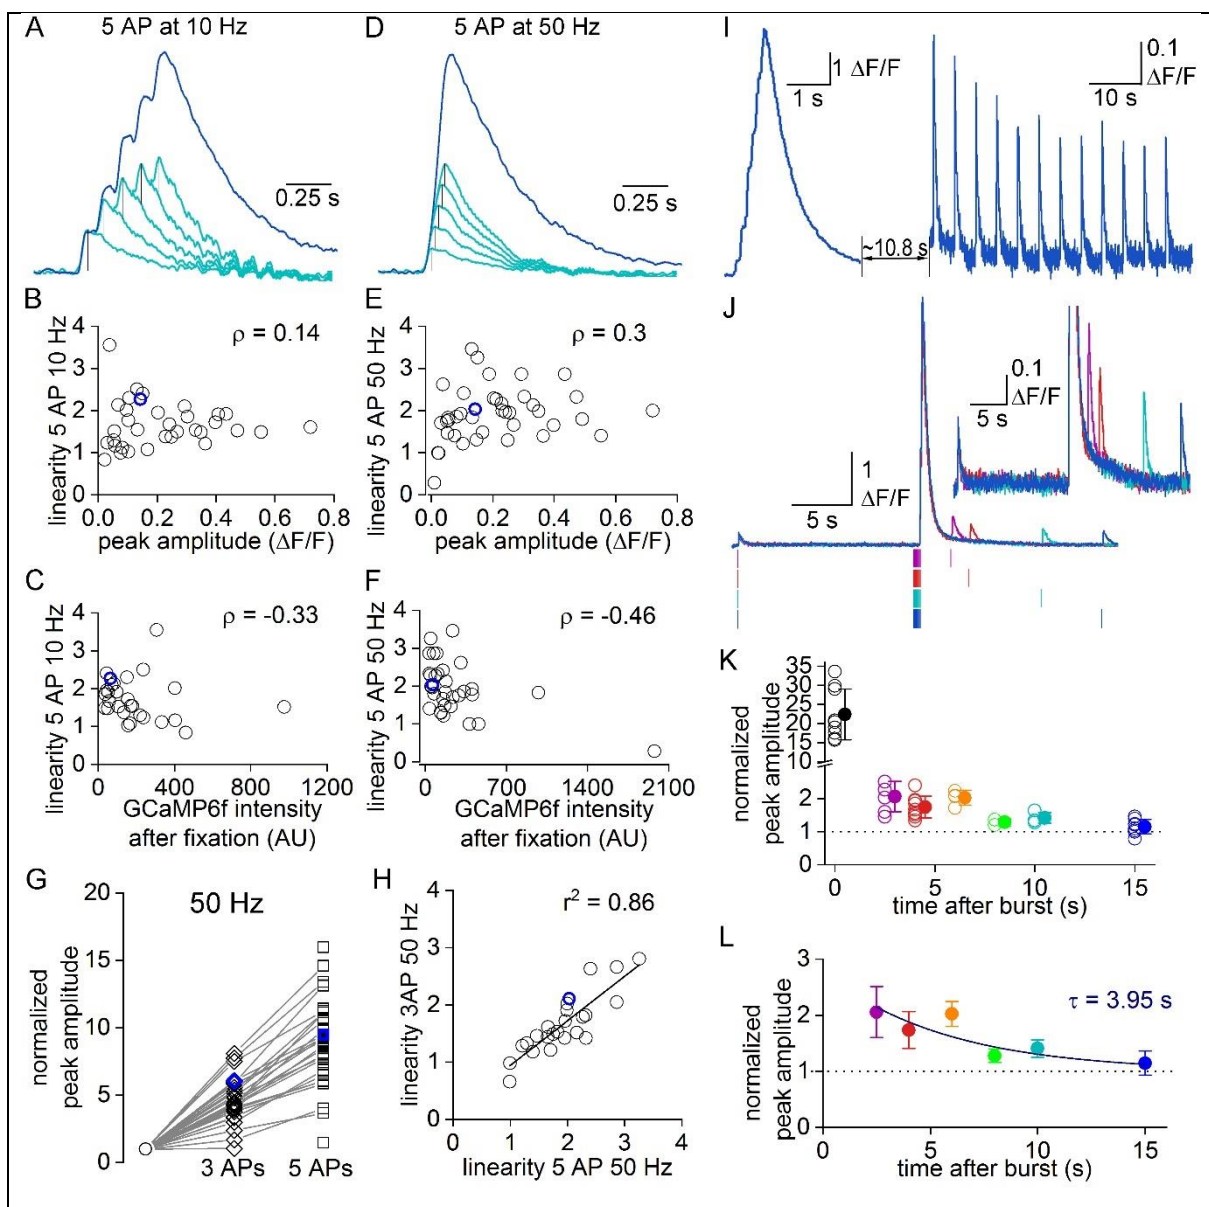 A
5 AP at 10 Hz
0.25 s
D
5 AP at 50 Hz
0.25 s
I
1 ΔF/F
1 s
0.1
ΔF/F
10 s
~10.8 s
B
linearity 5 AP 10 Hz
4
3
2
1
0
ρ = 0.14
0.0 0.2 0.4 0.6 0.8
peak amplitude (ΔF/F)
E
linearity 5 AP 50 Hz
4
3
2
1
0
ρ = 0.3
0.0 0.2 0.4 0.6 0.8
peak amplitude (ΔF/F)
J
0.1
ΔF/F
5 s
1
ΔF/F
5 s
C
linearity 5 AP 10 Hz
4
3
2
1
0
ρ = -0.33
0 400 800 1200
GCaMP6f intensity
after fixation (AU)
F
linearity 5 AP 50 Hz
4
3
2
1
0
ρ = -0.46
0 700 1400 2100
GCaMP6f intensity
after fixation (AU)
K
normalized
peak amplitude
35
30
25
20
15
10
2
1
0
0 5 10 15
time after burst (s)
G
50 Hz
normalized
peak amplitude
20
15
10
5
0
3 APs 5 APs
H
linearity 3AP 50 Hz
4
3
2
1
0
r² = 0.86
0 1 2 3 4
linearity 5 AP 50 Hz
L
normalized
peak amplitude
3
2
1
0
τ = 3.95 s
0 5 10 15
time after burst (s)